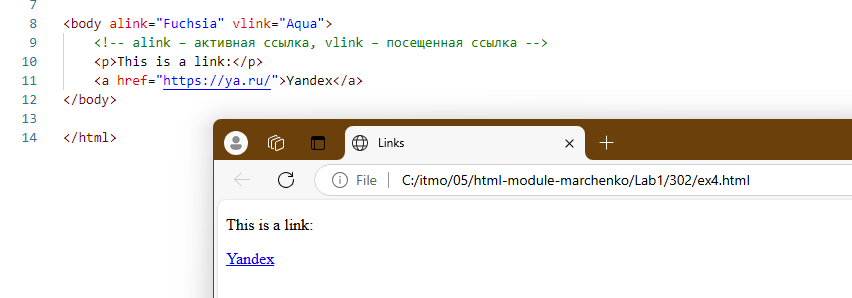 7
8 <body alink="Fuchsia" vlink="Aqua">
9 <!-- alink – активная ссылка, vlink – посещенная ссылка -->
10 <p>This is a link:</p>
11 <a href="https://ya.ru/">Yandex</a>
12 </body>
13
14 </html>
Links
File C:/itmo/05/html-module-marchenko/Lab1/302/ex4.html
This is a link:
Yandex